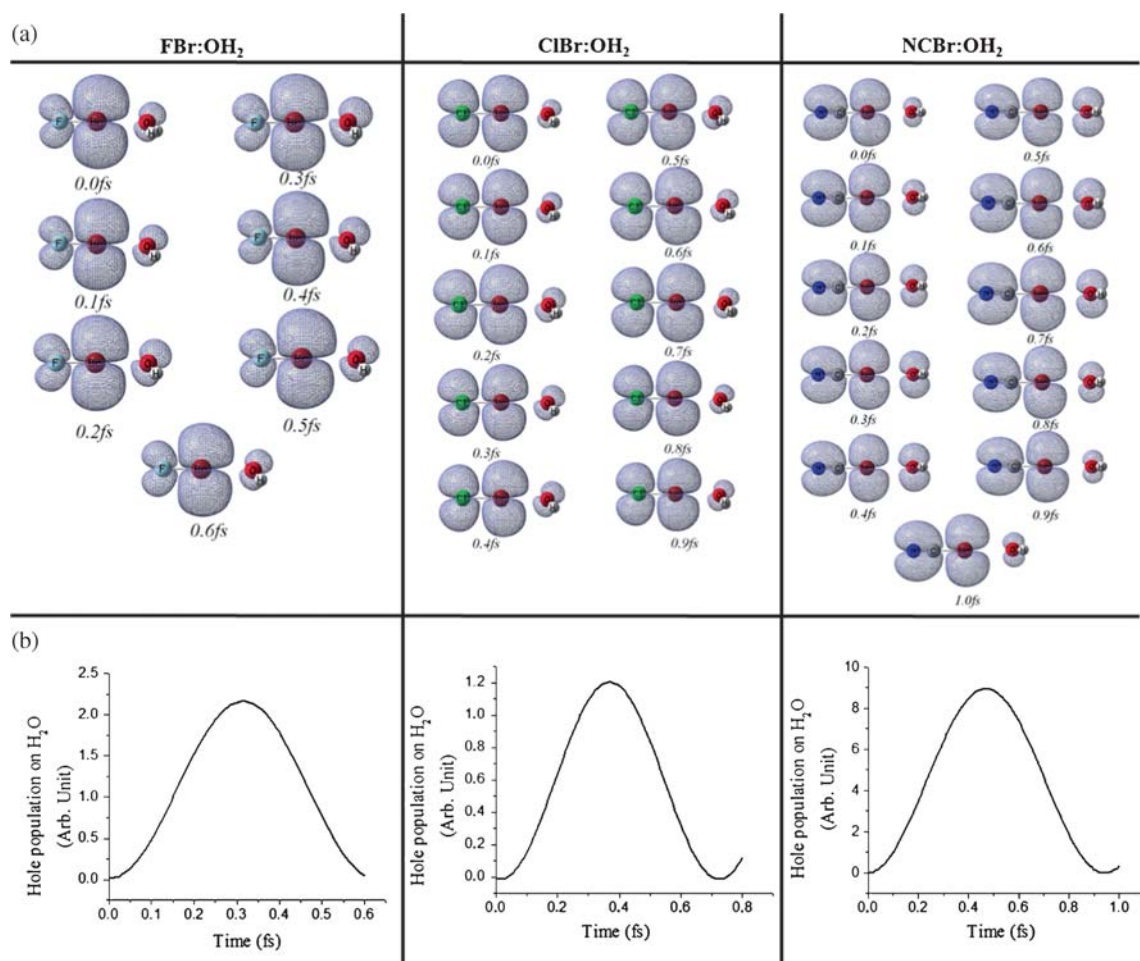 (a)
FBr:OH₂
ClBr:OH₂
NCBr:OH₂
0.0fs
0.3fs
0.1fs
0.4fs
0.2fs
0.5fs
0.6fs
0.0fs
0.5fs
0.1fs
0.6fs
0.2fs
0.7fs
0.3fs
0.8fs
0.4fs
0.9fs
0.0fs
0.5fs
0.1fs
0.6fs
0.2fs
0.7fs
0.3fs
0.8fs
0.4fs
0.9fs
1.0fs
(b)
Hole population on H₂O
(Arb. Unit)
2.5
2.0
1.5
1.0
0.5
0.0
0.0 0.1 0.2 0.3 0.4 0.5 0.6
Time (fs)
Hole population on H₂O
(Arb. Unit)
1.2
1.0
0.8
0.6
0.4
0.2
0.0
0.0 0.2 0.4 0.6 0.8
Time (fs)
Hole population on H₂O
(Arb. Unit)
10
8
6
4
2
0
0.0 0.2 0.4 0.6 0.8 1.0
Time (fs)